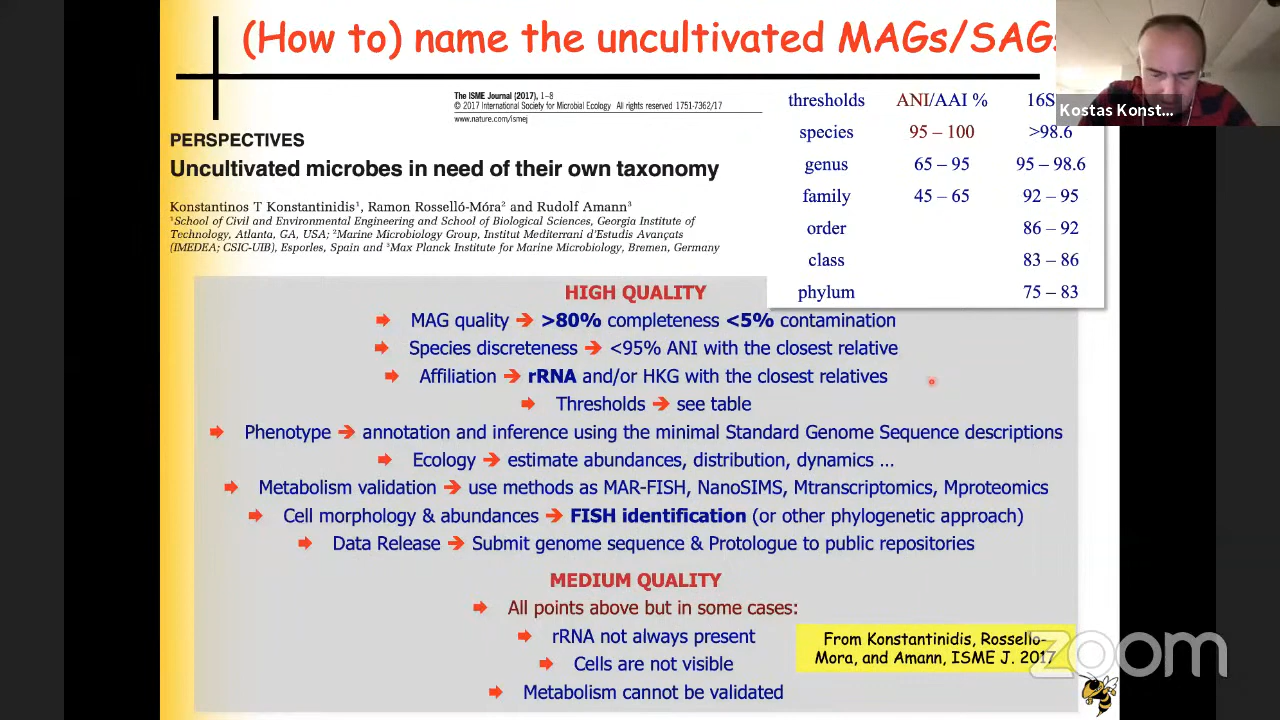 (How to) name the uncultivated MAGs/SAGs
Kostas Konst...
The ISME Journal (2017), 1–8
© 2017 International Society for Microbial Ecology All rights reserved 1751-7362/17
www.nature.com/ismej
PERSPECTIVES
Uncultivated microbes in need of their own taxonomy
Konstantinos T Konstantinidis¹, Ramon Rosselló-Móra² and Rudolf Amann³
¹School of Civil and Environmental Engineering and School of Biological Sciences, Georgia Institute of
Technology, Atlanta, GA, USA; ²Marine Microbiology Group, Institut Mediterrani d'Estudis Avançats
(IMEDEA; CSIC-UIB), Esporles, Spain and ³Max Planck Institute for Marine Microbiology, Bremen, Germany
thresholds ANI/AAI % 16S
species 95 – 100 >98.6
genus 65 – 95 95 – 98.6
family 45 – 65 92 – 95
order 86 – 92
class 83 – 86
phylum 75 – 83
HIGH QUALITY
MAG quality ➔ >80% completeness <5% contamination
Species discreteness ➔ <95% ANI with the closest relative
Affiliation ➔ rRNA and/or HKG with the closest relatives
Thresholds ➔ see table
Phenotype ➔ annotation and inference using the minimal Standard Genome Sequence descriptions
Ecology ➔ estimate abundances, distribution, dynamics ...
Metabolism validation ➔ use methods as MAR-FISH, NanoSIMS, Mtranscriptomics, Mproteomics
Cell morphology & abundances ➔ FISH identification (or other phylogenetic approach)
Data Release ➔ Submit genome sequence & Protologue to public repositories
MEDIUM QUALITY
All points above but in some cases:
rRNA not always present
Cells are not visible
Metabolism cannot be validated
From Konstantinidis, Rossello-
Mora, and Amann, ISME J. 2017
zoom